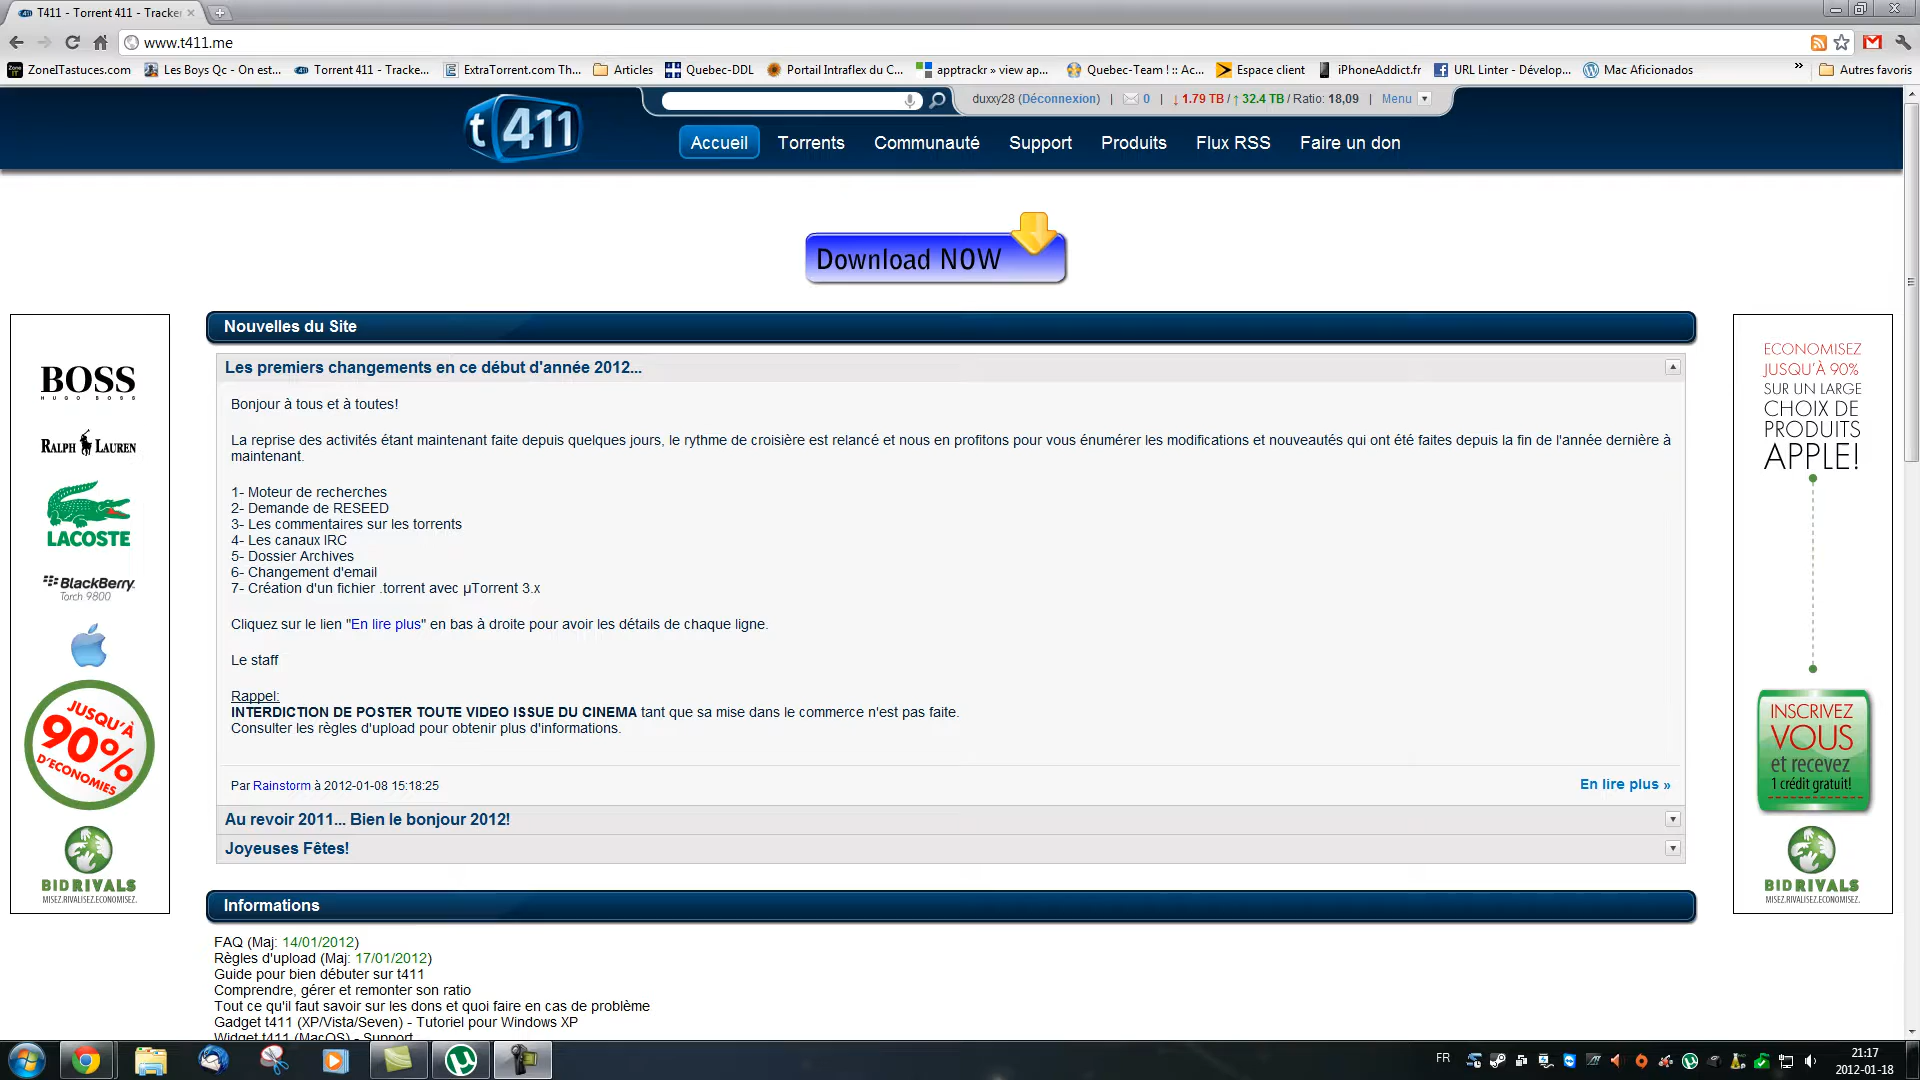 T411 - Torrent 411 - Tracke
www.t411.me
ZoneITastuces.com Les Boys Qc - On est... Torrent 411 - Tracke... ExtraTorrent.com Th... Articles Quebec-DDL Portail Intraflex du C... apptrackr » view ap... Quebec-Team ! :: Ac... Espace client iPhoneAddict.fr URL Linter - Dévelop... Mac Aficionados » Autres favoris
t411
duxxy28 (Déconnexion) | 0 | ↓ 1.79 TB / ↑ 32.4 TB / Ratio: 18,09 | Menu
Accueil Torrents Communauté Support Produits Flux RSS Faire un don
Download NOW
BOSS
HUGO BOSS
RALPH LAUREN
LACOSTE
BlackBerry
Torch 9800
JUSQU'À
90%
D'ECONOMIES
BIDRIVALS
MISEZ.RIVALISEZ.ECONOMISEZ.
Nouvelles du Site
Les premiers changements en ce début d'année 2012...
Bonjour à tous et à toutes!
La reprise des activités étant maintenant faite depuis quelques jours, le rythme de croisière est relancé et nous en profitons pour vous énumérer les modifications et nouveautés qui ont été faites depuis la fin de l'année dernière à
maintenant.
1- Moteur de recherches
2- Demande de RESEED
3- Les commentaires sur les torrents
4- Les canaux IRC
5- Dossier Archives
6- Changement d'email
7- Création d'un fichier .torrent avec µTorrent 3.x
Cliquez sur le lien "En lire plus" en bas à droite pour avoir les détails de chaque ligne.
Le staff
Rappel:
INTERDICTION DE POSTER TOUTE VIDEO ISSUE DU CINEMA tant que sa mise dans le commerce n'est pas faite.
Consulter les règles d'upload pour obtenir plus d'informations.
Par Rainstorm à 2012-01-08 15:18:25
En lire plus »
Au revoir 2011... Bien le bonjour 2012!
Joyeuses Fêtes!
Informations
FAQ (Maj: 14/01/2012)
Règles d'upload (Maj: 17/01/2012)
Guide pour bien débuter sur t411
Comprendre, gérer et remonter son ratio
Tout ce qu'il faut savoir sur les dons et quoi faire en cas de problème
Gadget t411 (XP/Vista/Seven) - Tutoriel pour Windows XP
Widget t411 (MacOS) - Support
ECONOMISEZ
JUSQU'À 90%
SUR UN LARGE
CHOIX DE
PRODUITS
APPLE!
INSCRIVEZ
VOUS
et recevez
1 crédit gratuit!
BIDRIVALS
MISEZ.RIVALISEZ.ECONOMISEZ.
FR
21:17
2012-01-18